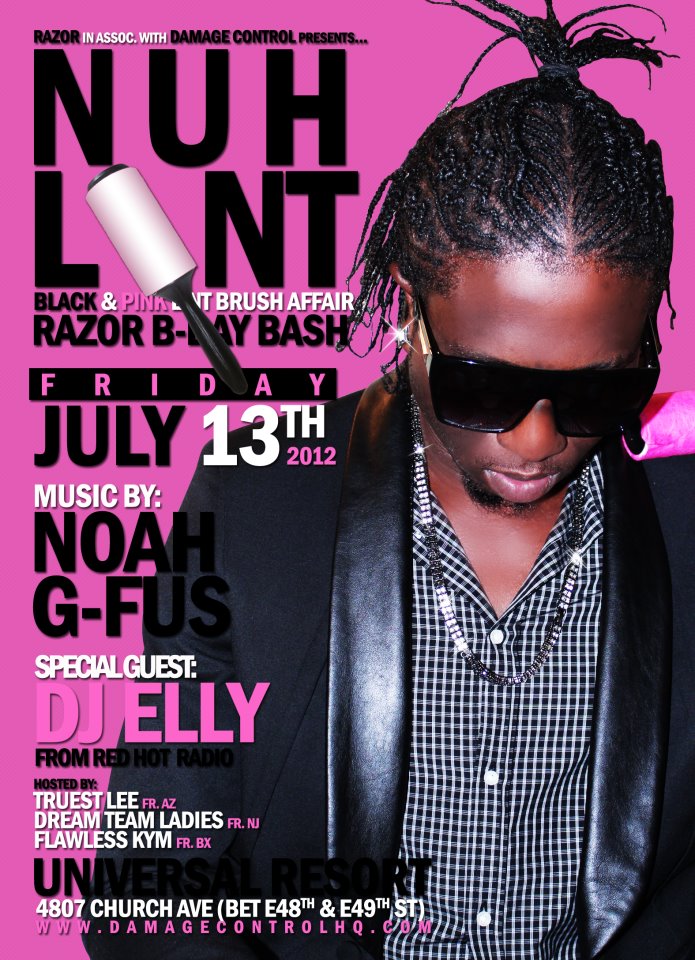 RAZOR IN ASSOC. WITH DAMAGE CONTROL PRESENTS...
NUH
LINT
BLACK & PINK LINT BRUSH AFFAIR
RAZOR B-DAY BASH
FRIDAY
JULY 13TH
2012
MUSIC BY:
NOAH
G-FUS
SPECIAL GUEST:
DJ ELLY
FROM RED HOT RADIO
HOSTED BY:
TRUEST LEE FR. AZ
DREAM TEAM LADIES FR. NJ
FLAWLESS KYM FR. BX
UNIVERSAL RESORT
4807 CHURCH AVE (BET E48TH & E49TH ST)
WWW.DAMAGECONTROLHQ.COM